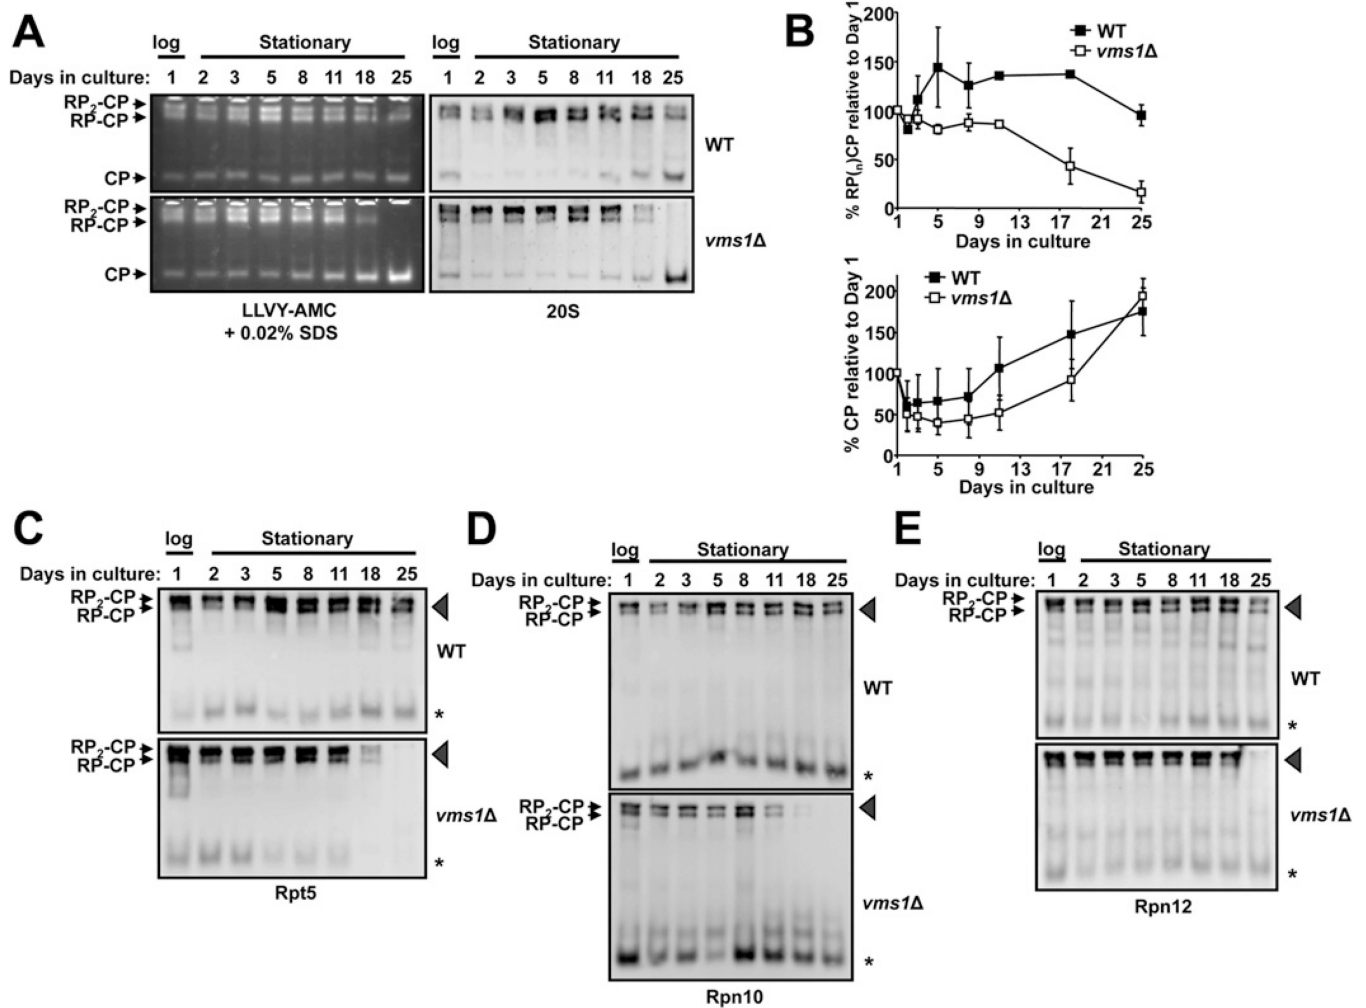 A
log Stationary log Stationary
Days in culture: 1 2 3 5 8 11 18 25 1 2 3 5 8 11 18 25
RP2-CP
RP-CP
CP
WT
RP2-CP
RP-CP
CP
vms1Δ
LLVY-AMC
+ 0.02% SDS
20S
B
% RP(n)CP relative to Day 1
200
150
100
50
0
WT
vms1Δ
1 5 9 13 17 21 25
Days in culture
% CP relative to Day 1
200
150
100
50
0
WT
vms1Δ
1 5 9 13 17 21 25
Days in culture
C
log Stationary
Days in culture: 1 2 3 5 8 11 18 25
RP2-CP
RP-CP
WT
*
RP2-CP
RP-CP
vms1Δ
*
Rpt5
D
log Stationary
Days in culture: 1 2 3 5 8 11 18 25
RP2-CP
RP-CP
WT
*
RP2-CP
RP-CP
vms1Δ
*
Rpn10
E
log Stationary
Days in culture: 1 2 3 5 8 11 18 25
RP2-CP
RP-CP
WT
*
vms1Δ
*
Rpn12